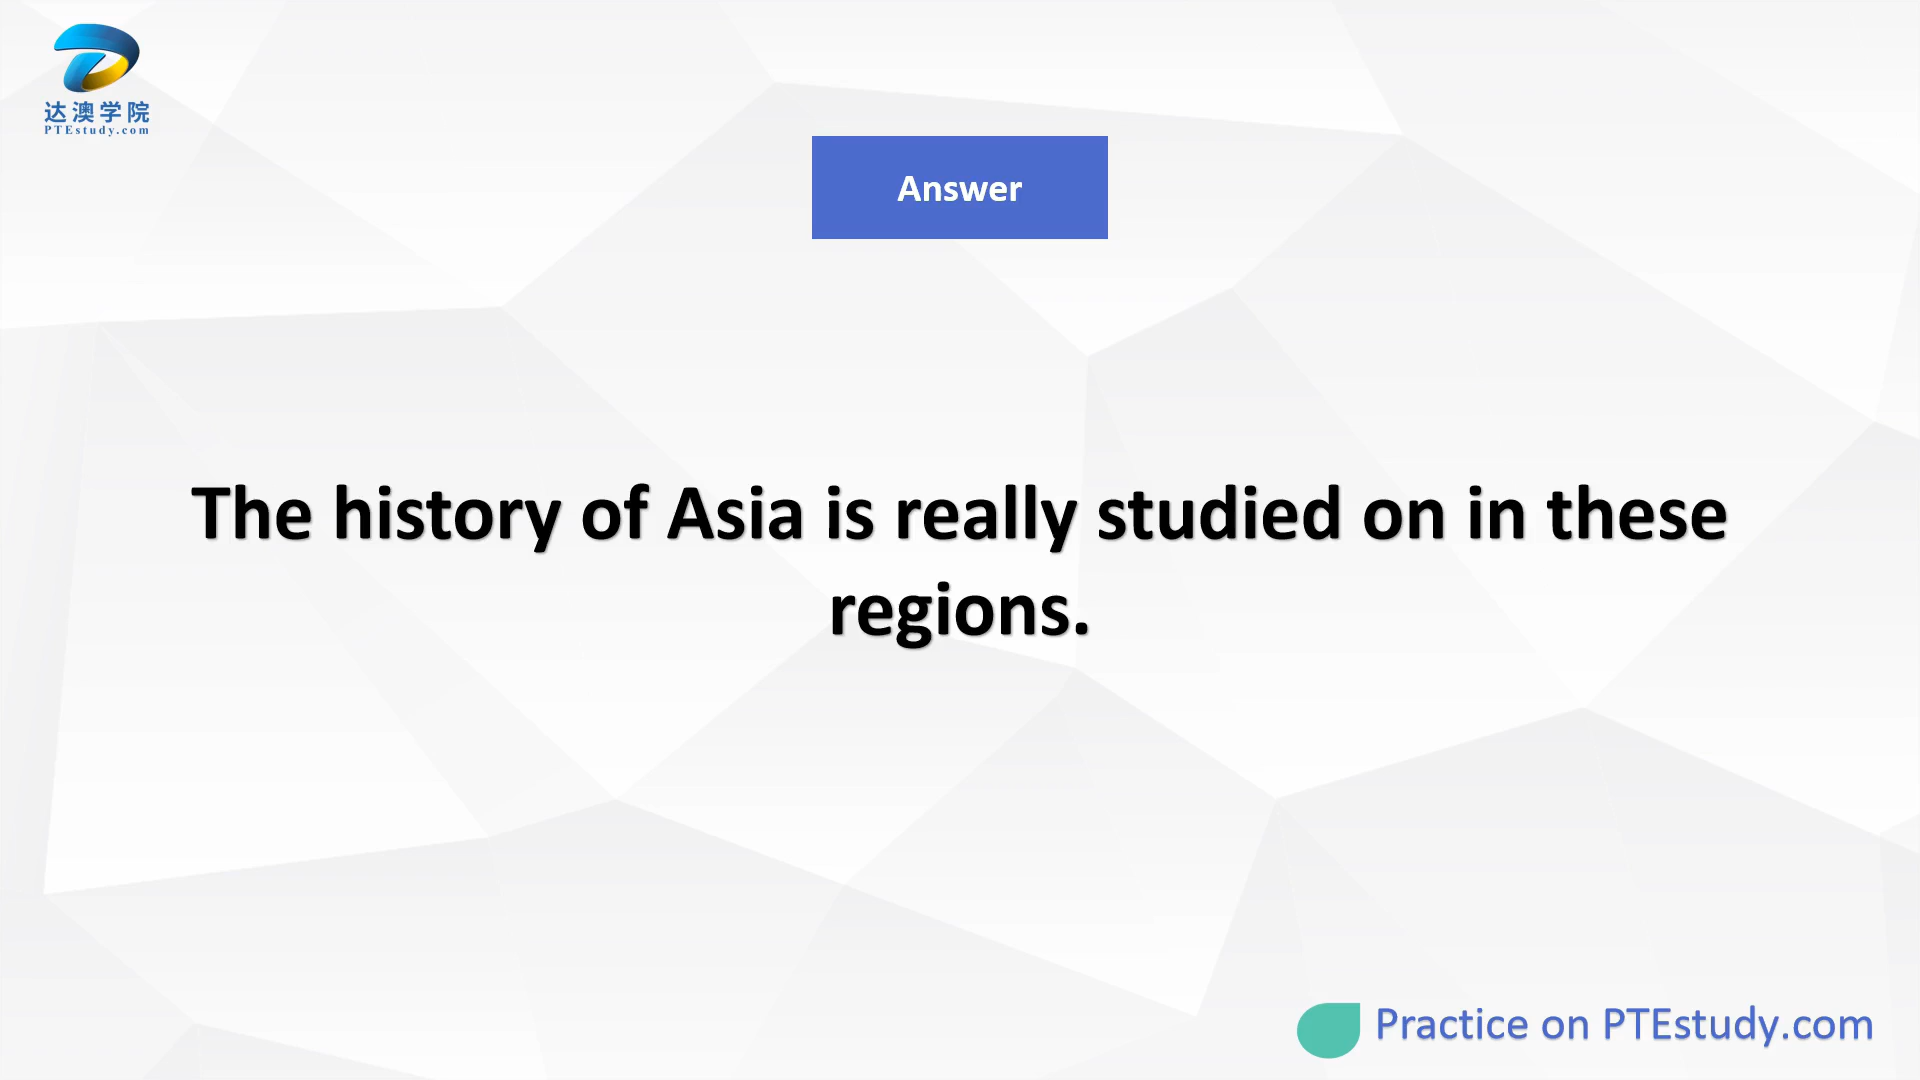 达澳学院
PTEstudy.com
Answer
The history of Asia is really studied on in these
regions.
Practice on PTEstudy.com